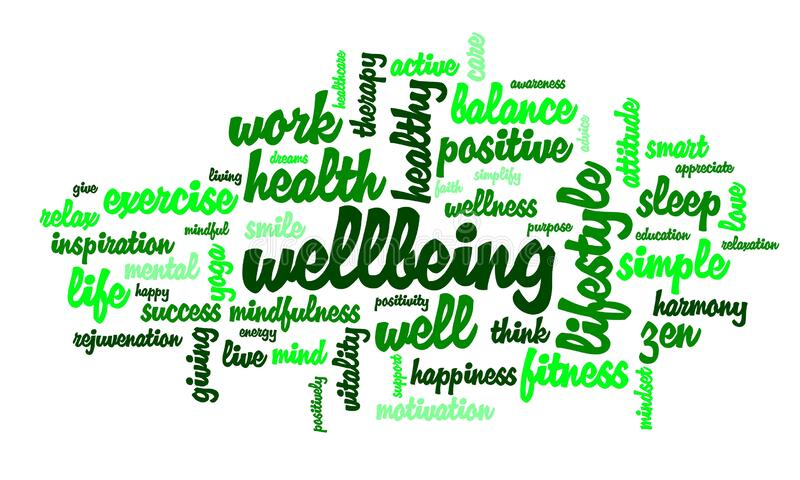 care
healthcare
therapy
active
awareness
healthy
balance
work
positive
advice
attitude
smart
dreams
appreciate
living
health
faith
simplify
give
exercise
lifestyle
sleep
love
relax
wellness
smile
mindful
purpose
education
inspiration
wellbeing
relaxation
mental
yoga
simple
life
happy
success
mindfulness
positivity
well
harmony
rejuvenation
energy
think
zen
giving
live
mind
vitality
support
happiness
fitness
mindset
positively
motivation
dreamstime